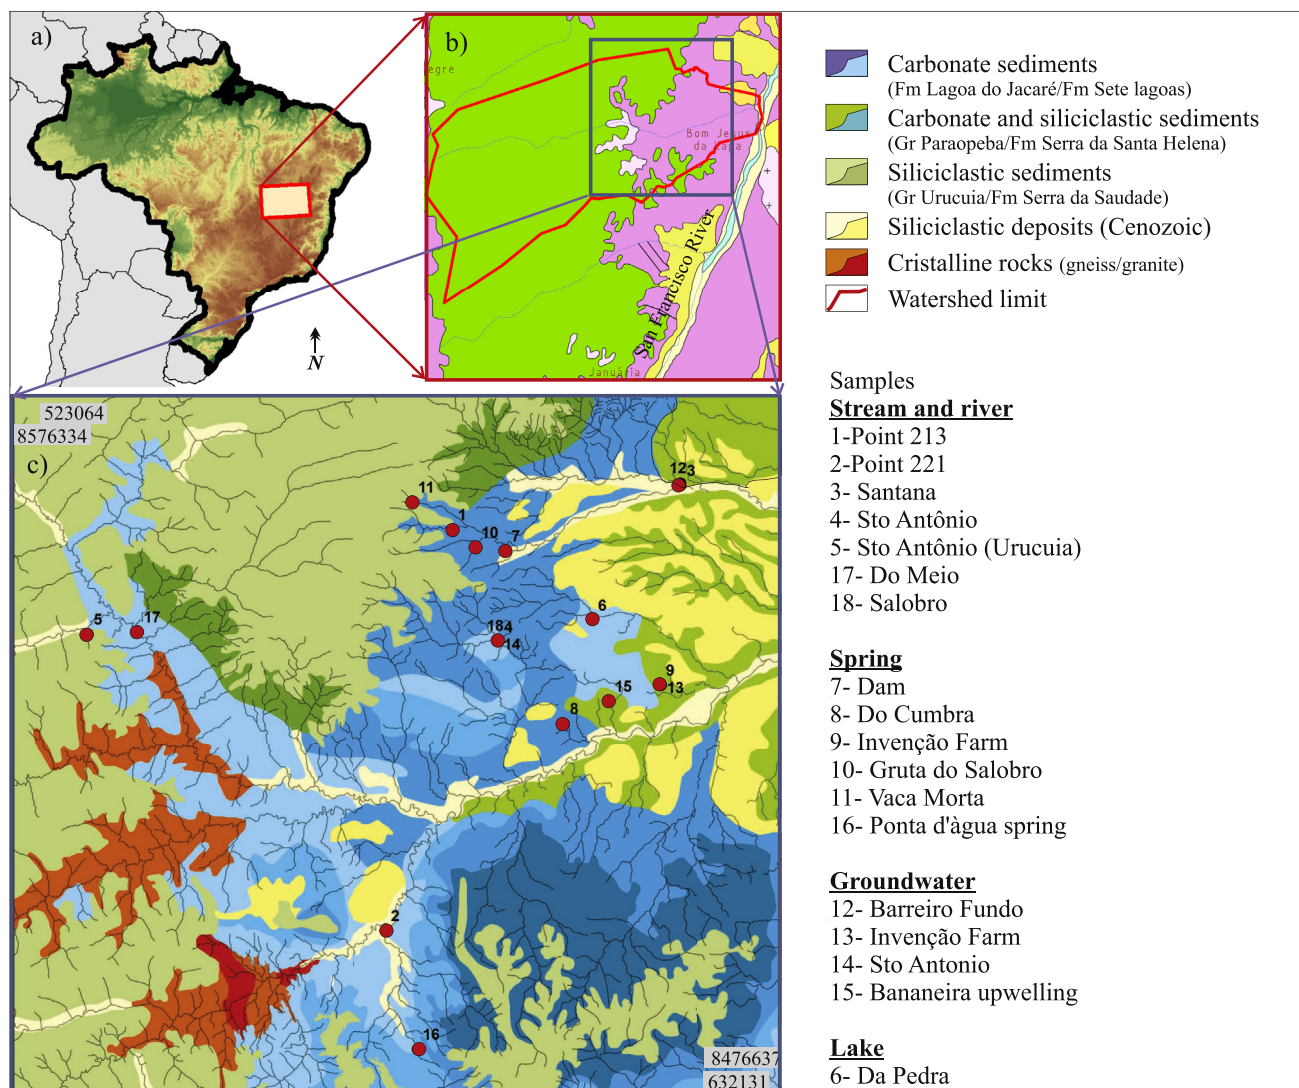 a)
N
b)
egre
Bom Jesus
da Lapa
San Francisco River
Januária
Carbonate sediments
(Fm Lagoa do Jacaré/Fm Sete lagoas)
Carbonate and siliciclastic sediments
(Gr Paraopeba/Fm Serra da Santa Helena)
Siliciclastic sediments
(Gr Urucuia/Fm Serra da Saudade)
Siliciclastic deposits (Cenozoic)
Cristalline rocks (gneiss/granite)
Watershed limit
523064
8576334
c)
11
1
10
7
12 3
5
17
18 4
14
6
9
13
15
8
2
16
8476637
632131
Samples
Stream and river
1-Point 213
2-Point 221
3- Santana
4- Sto Antônio
5- Sto Antônio (Urucuia)
17- Do Meio
18- Salobro
Spring
7- Dam
8- Do Cumbra
9- Invenção Farm
10- Gruta do Salobro
11- Vaca Morta
16- Ponta d'àgua spring
Groundwater
12- Barreiro Fundo
13- Invenção Farm
14- Sto Antonio
15- Bananeira upwelling
Lake
6- Da Pedra